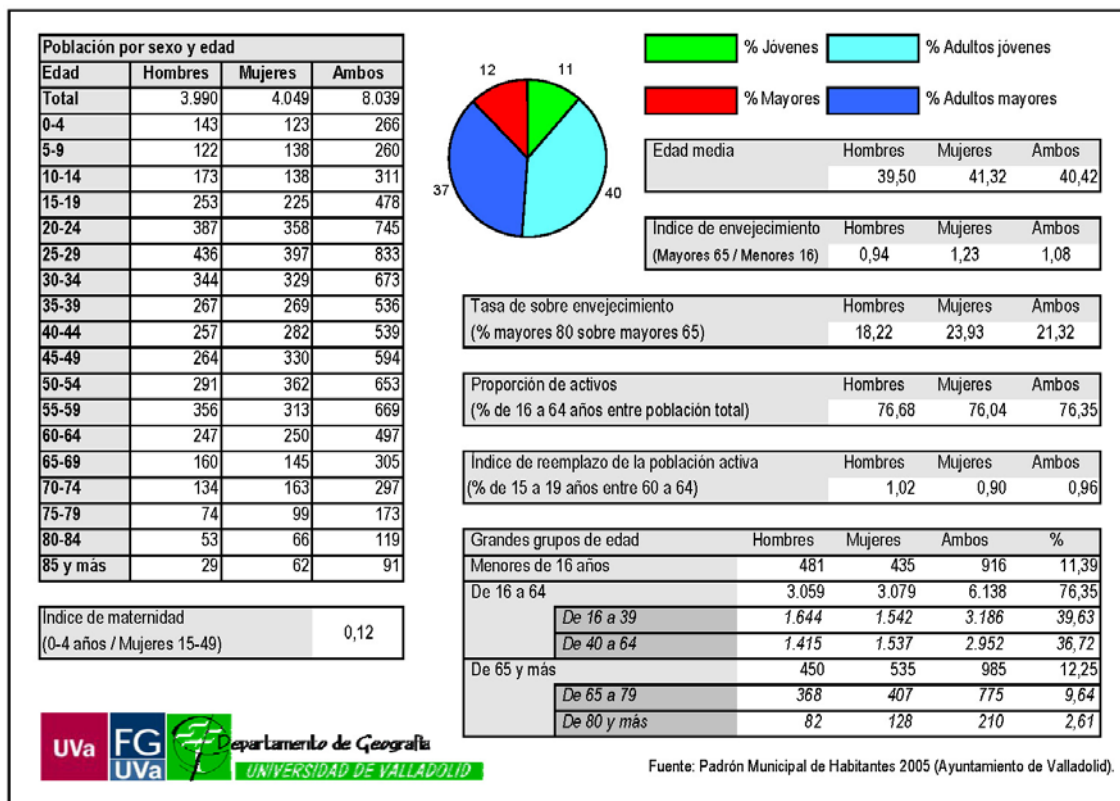 Población por sexo y edad
Edad Hombres Mujeres Ambos
Total 3.990 4.049 8.039
0-4 143 123 266
5-9 122 138 260
10-14 173 138 311
15-19 253 225 478
20-24 387 358 745
25-29 436 397 833
30-34 344 329 673
35-39 267 269 536
40-44 257 282 539
45-49 264 330 594
50-54 291 362 653
55-59 356 313 669
60-64 247 250 497
65-69 160 145 305
70-74 134 163 297
75-79 74 99 173
80-84 53 66 119
85 y más 29 62 91
Índice de maternidad
(0-4 años / Mujeres 15-49) 0,12
12 11
37 40
% Jóvenes % Adultos jóvenes
% Mayores % Adultos mayores
Edad media Hombres Mujeres Ambos
39,50 41,32 40,42
Indice de envejecimiento Hombres Mujeres Ambos
(Mayores 65 / Menores 16) 0,94 1,23 1,08
Tasa de sobre envejecimiento Hombres Mujeres Ambos
(% mayores 80 sobre mayores 65) 18,22 23,93 21,32
Proporción de activos Hombres Mujeres Ambos
(% de 16 a 64 años entre población total) 76,68 76,04 76,35
Indice de reemplazo de la población activa Hombres Mujeres Ambos
(% de 15 a 19 años entre 60 a 64) 1,02 0,90 0,96
Grandes grupos de edad Hombres Mujeres Ambos %
Menores de 16 años 481 435 916 11,39
De 16 a 64 3.059 3.079 6.138 76,35
De 16 a 39 1.644 1.542 3.186 39,63
De 40 a 64 1.415 1.537 2.952 36,72
De 65 y más 450 535 985 12,25
De 65 a 79 368 407 775 9,64
De 80 y más 82 128 210 2,61
UVa FG UVa
Departamento de Geografía
UNIVERSIDAD DE VALLADOLID
Fuente: Padrón Municipal de Habitantes 2005 (Ayuntamiento de Valladolid).